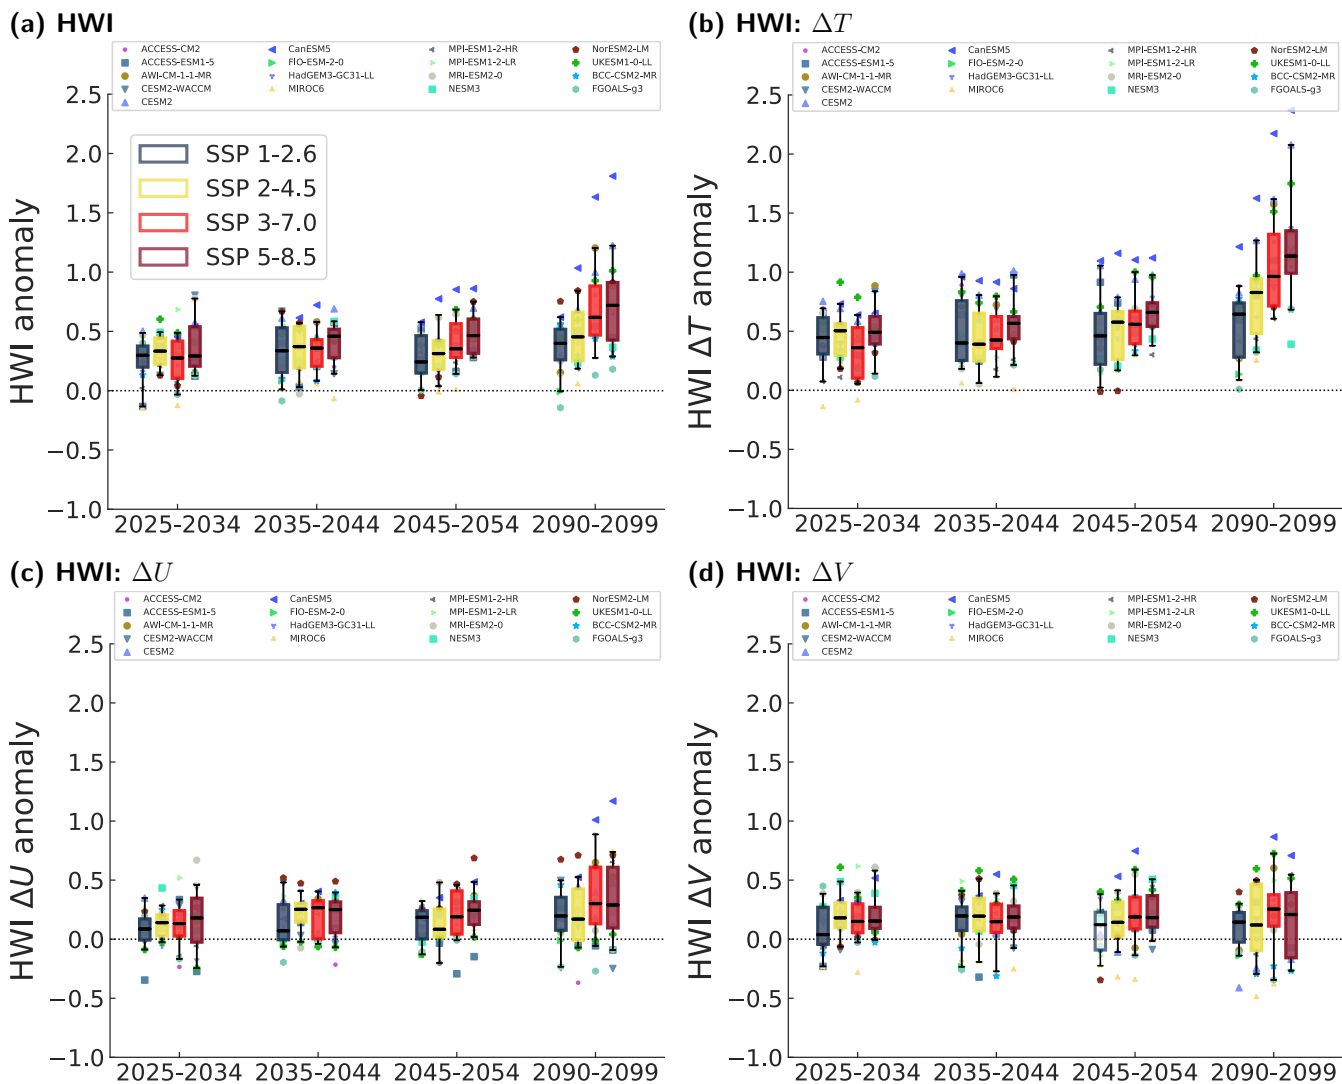 (a) HWI
ACCESS-CM2
ACCESS-ESM1-5
AWI-CM-1-1-MR
CESM2-WACCM
CESM2
CanESM5
FIO-ESM-2-0
HadGEM3-GC31-LL
MIROC6
MPI-ESM1-2-HR
MPI-ESM1-2-LR
MRI-ESM2-0
NESM3
NorESM2-LM
UKESM1-0-LL
BCC-CSM2-MR
FGOALS-g3
SSP 1-2.6
SSP 2-4.5
SSP 3-7.0
SSP 5-8.5
HWI anomaly
2.5
2.0
1.5
1.0
0.5
0.0
−0.5
−1.0
2025-2034 2035-2044 2045-2054 2090-2099
(b) HWI: ΔT
ACCESS-CM2
ACCESS-ESM1-5
AWI-CM-1-1-MR
CESM2-WACCM
CESM2
CanESM5
FIO-ESM-2-0
HadGEM3-GC31-LL
MIROC6
MPI-ESM1-2-HR
MPI-ESM1-2-LR
MRI-ESM2-0
NESM3
NorESM2-LM
UKESM1-0-LL
BCC-CSM2-MR
FGOALS-g3
HWI ΔT anomaly
2.5
2.0
1.5
1.0
0.5
0.0
−0.5
−1.0
2025-2034 2035-2044 2045-2054 2090-2099
(c) HWI: ΔU
ACCESS-CM2
ACCESS-ESM1-5
AWI-CM-1-1-MR
CESM2-WACCM
CESM2
CanESM5
FIO-ESM-2-0
HadGEM3-GC31-LL
MIROC6
MPI-ESM1-2-HR
MPI-ESM1-2-LR
MRI-ESM2-0
NESM3
NorESM2-LM
UKESM1-0-LL
BCC-CSM2-MR
FGOALS-g3
HWI ΔU anomaly
2.5
2.0
1.5
1.0
0.5
0.0
−0.5
−1.0
2025-2034 2035-2044 2045-2054 2090-2099
(d) HWI: ΔV
ACCESS-CM2
ACCESS-ESM1-5
AWI-CM-1-1-MR
CESM2-WACCM
CESM2
CanESM5
FIO-ESM-2-0
HadGEM3-GC31-LL
MIROC6
MPI-ESM1-2-HR
MPI-ESM1-2-LR
MRI-ESM2-0
NESM3
NorESM2-LM
UKESM1-0-LL
BCC-CSM2-MR
FGOALS-g3
HWI ΔV anomaly
2.5
2.0
1.5
1.0
0.5
0.0
−0.5
−1.0
2025-2034 2035-2044 2045-2054 2090-2099